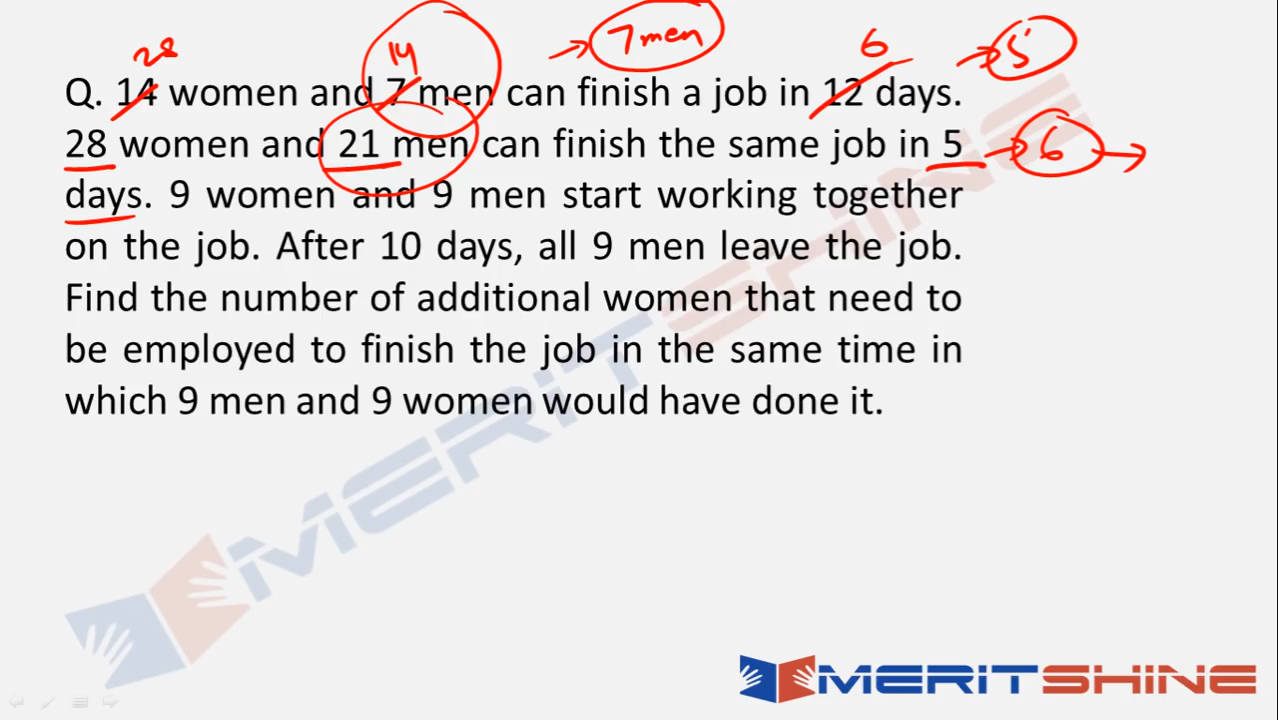 28 14 → 7men 6 → 5
Q. 14 women and 7 men can finish a job in 12 days.
28 women and 21 men can finish the same job in 5 → 6 →
days. 9 women and 9 men start working together
on the job. After 10 days, all 9 men leave the job.
Find the number of additional women that need to
be employed to finish the job in the same time in
which 9 men and 9 women would have done it.
MERITSHINE
MERITSHINE